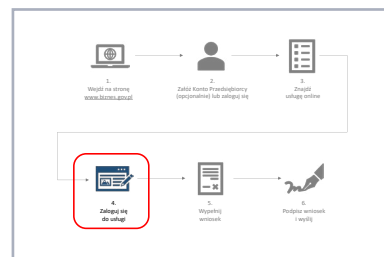 1.
Wejdź na stronę
www.biznes.gov.pl
2.
Załóż Konto Przedsiębiorcy
(opcjonalnie) lub zaloguj się
3.
Znajdź
usługę online
4.
Zaloguj się
do usługi
5.
Wypełnij
wniosek
6.
Podpisz wniosek
i wyślij